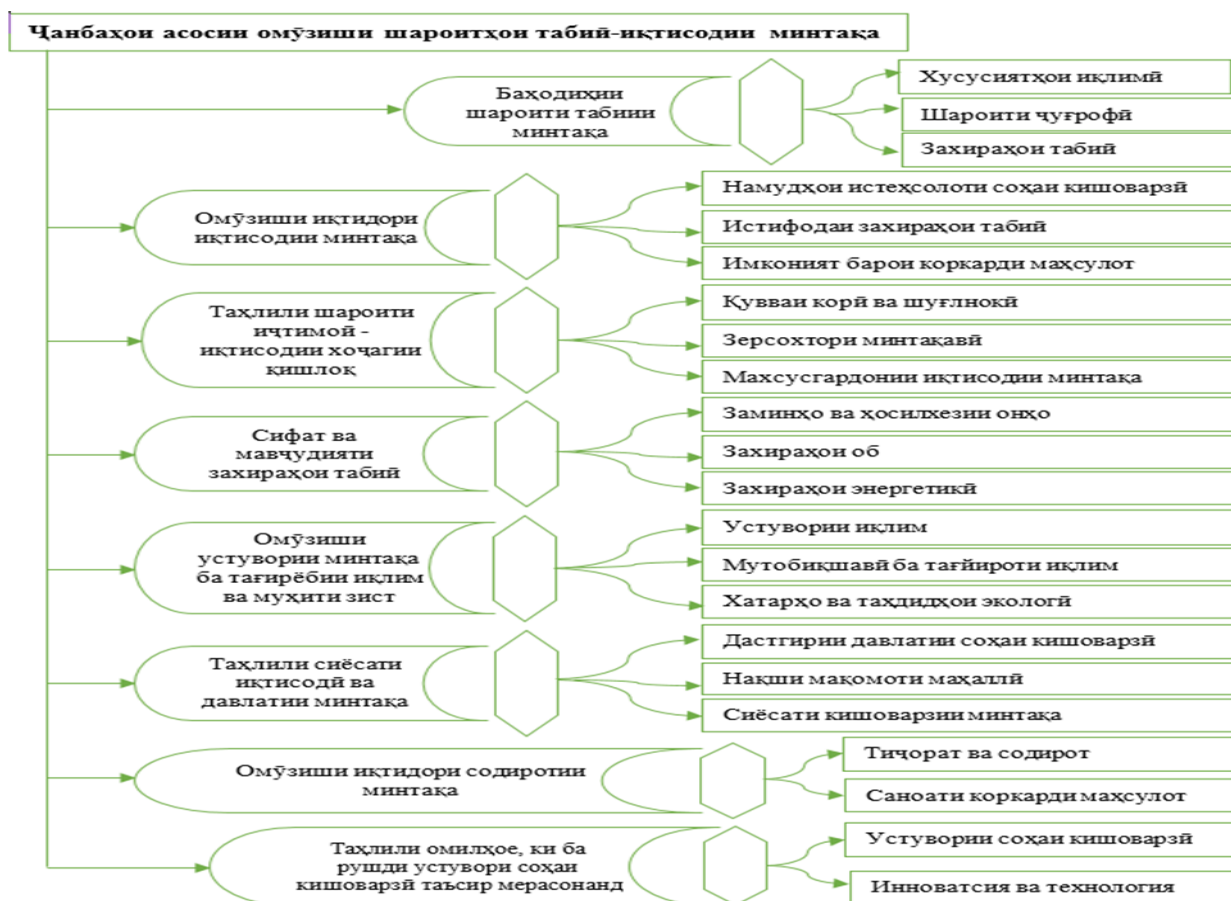 Ҷанбаҳои асосии омӯзиши шароитҳои табиӣ-иқтисодии минтақа
Баҳодиҳии
шароити табиии
минтақа
Хусусиятҳои иқлимӣ
Шароити ҷуғрофӣ
Захираҳои табиӣ
Омӯзиши иқтидори
иқтисодии минтақа
Намудҳои истеҳсолоти соҳаи кишоварзӣ
Истифодаи захираҳои табиӣ
Имконият барои коркарди маҳсулот
Таҳлили шароити
иҷтимоӣ -
иқтисодии хоҷагии
қишлоқ
Қувваи корӣ ва шуғлнокӣ
Зерсохтори минтақавӣ
Махсусгардонии иқтисодии минтақа
Сифат ва
мавҷудияти
захираҳои табиӣ
Заминҳо ва ҳосилхезии онҳо
Захираҳои об
Захираҳои энергетикӣ
Омӯзиши
устувории минтақа
ба тағирёбии иқлим
ва муҳити зист
Устувории иқлим
Мутобиқшавӣ ба тағйироти иқлим
Хатарҳо ва таҳдидҳои экологӣ
Таҳлили сиёсати
иқтисодӣ ва
давлатии минтақа
Дастгирии давлатии соҳаи кишоварзӣ
Нақши мақомоти маҳаллӣ
Сиёсати кишоварзии минтақа
Омӯзиши иқтидори содиротии
минтақа
Тиҷорат ва содирот
Саноати коркарди маҳсулот
Таҳлили омилҳое, ки ба
рушди устувори соҳаи
кишоварзӣ таъсир мерасонанд
Устувории соҳаи кишоварзӣ
Инноватсия ва технология